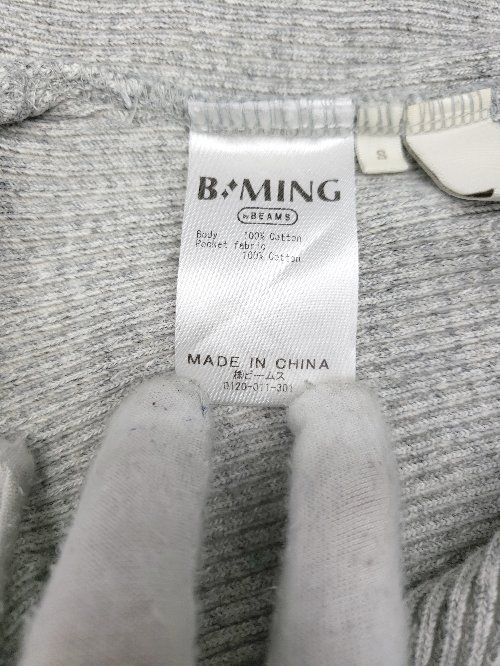 B♦♦MING
by BEAMS
Body 100% Cotton
Pocket fabric
100% Cotton
MADE IN CHINA
㈱ビームス
0120-011-301
S